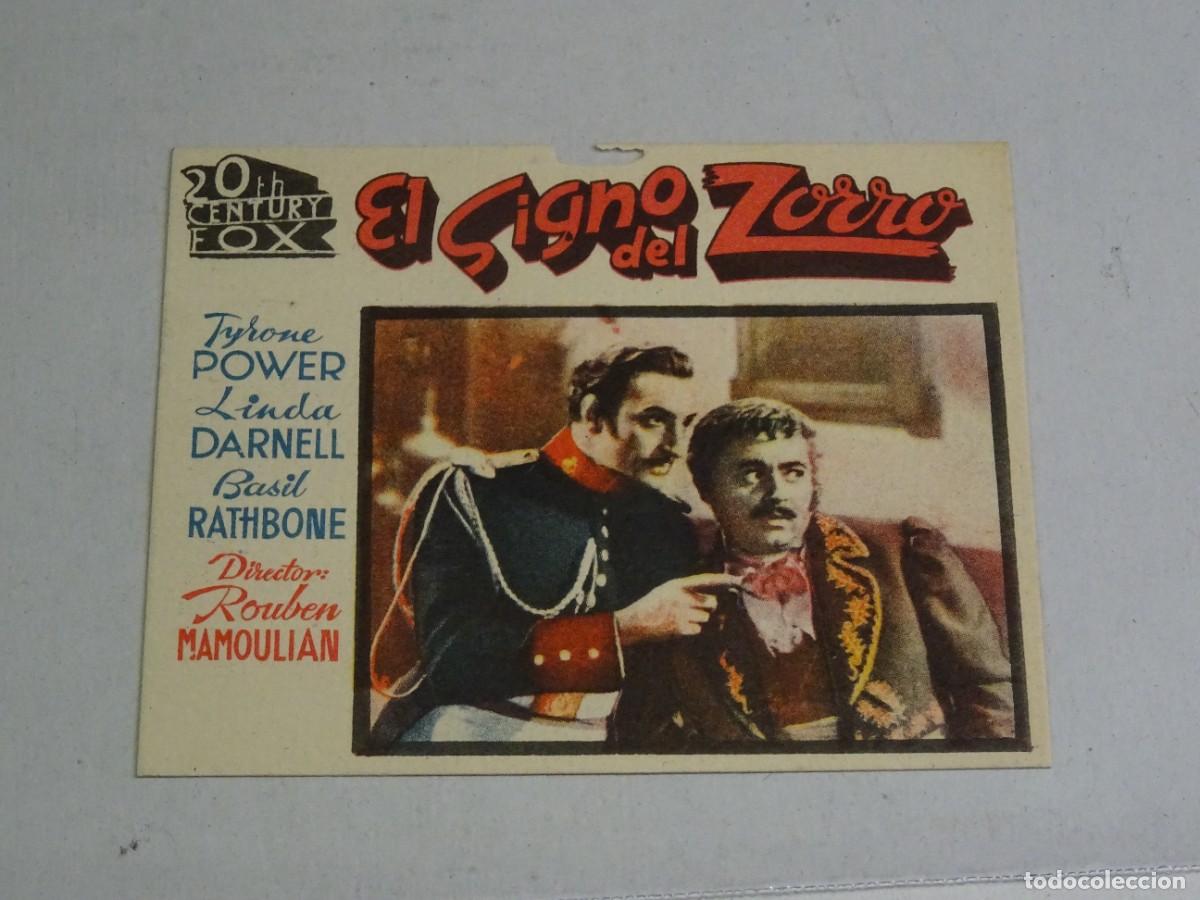 20th
CENTURY
FOX
El Signo del Zorro
Tyrone
POWER
Linda
DARNELL
Basil
RATHBONE
Director:
Rouben
MAMOULIAN
todocoleccion